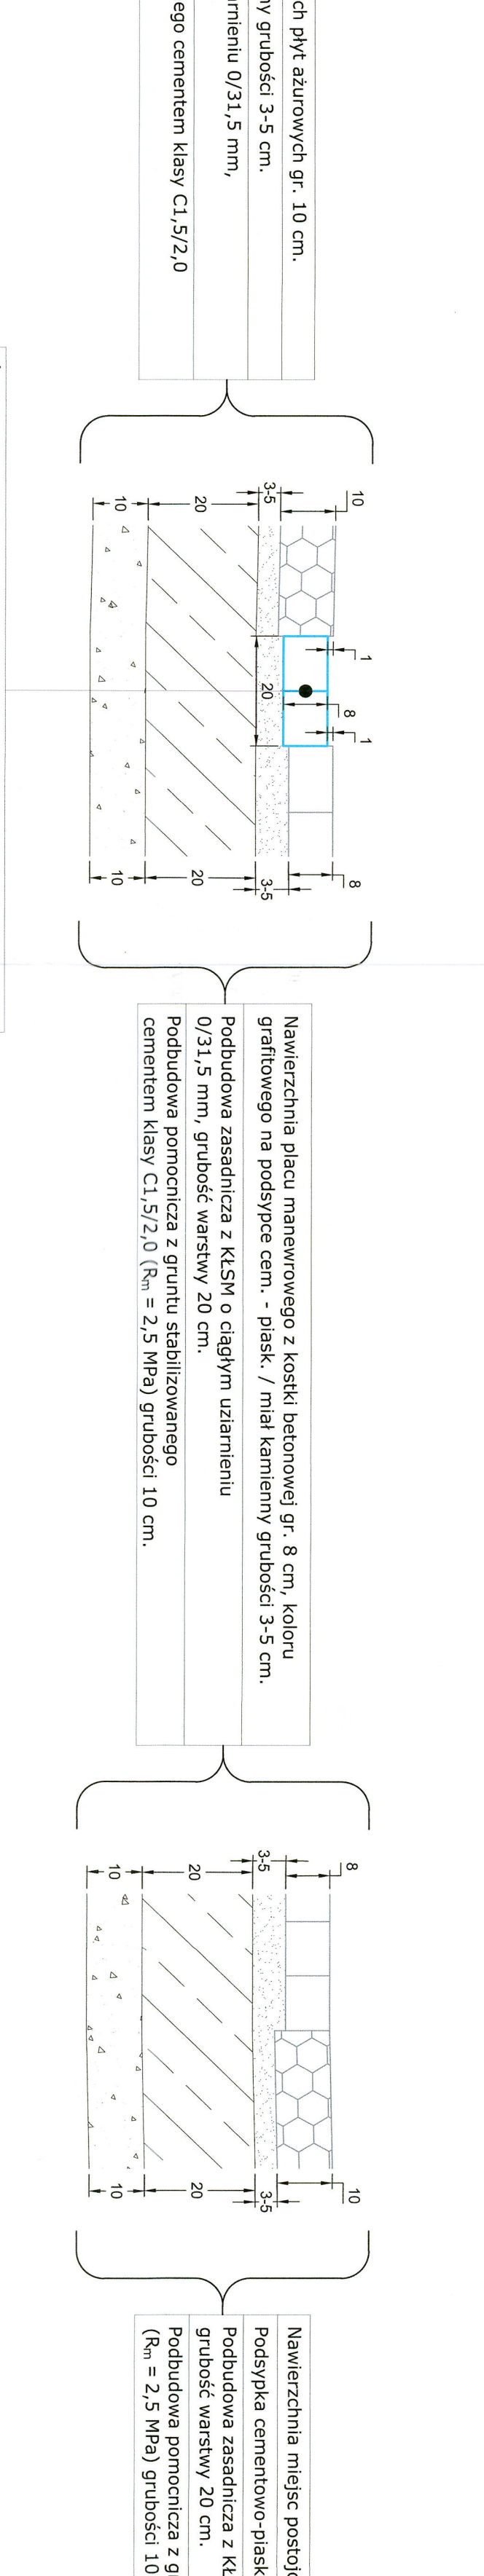 ch płyt ażurowych gr. 10 cm.
ny grubości 3-5 cm.
rnieniu 0/31,5 mm,
ego cementem klasy C1,5/2,0
10
3-5
20
10
1
8
1
20
8
3-5
20
10
Nawierzchnia placu manewrowego z kostki betonowej gr. 8 cm, koloru
grafitowego na podsypce cem. - piask. / miał kamienny grubości 3-5 cm.
Podbudowa zasadnicza z KŁSM o ciągłym uziarnieniu
0/31,5 mm, grubość warstwy 20 cm.
Podbudowa pomocnicza z gruntu stabilizowanego
cementem klasy C1,5/2,0 (Rm = 2,5 MPa) grubości 10 cm.
8
3-5
20
10
10
3-5
20
10
Nawierzchnia miejsc postojo
Podsypka cementowo-piask
Podbudowa zasadnicza z KŁ
grubość warstwy 20 cm.
Podbudowa pomocnicza z g
(Rm = 2,5 MPa) grubości 10